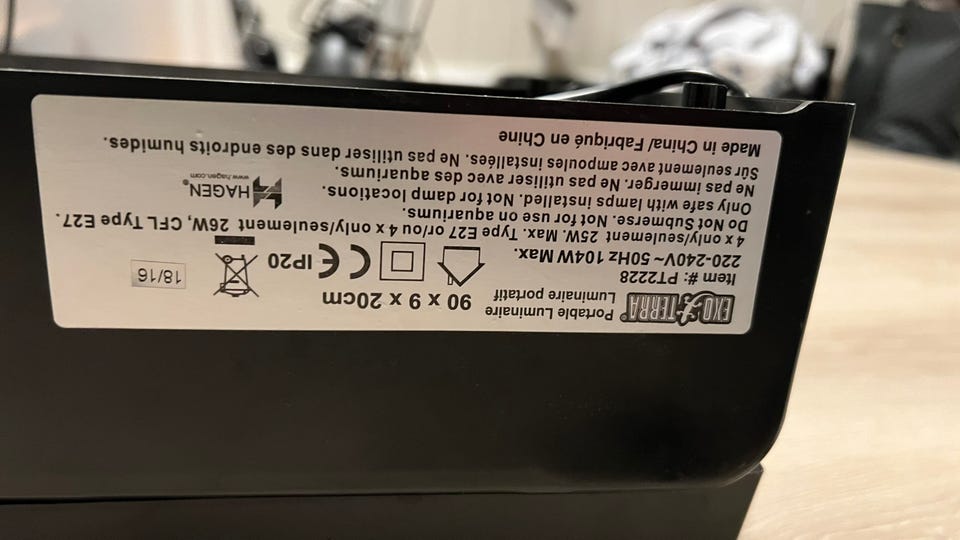 EXO TERRA® Portable Luminaire
Luminaire portatif
90 x 9 x 20cm
Item #: PT2228
220-240V ~ 50Hz 104W Max.
CE IP20
18/16
4 x only/seulement 25W. Max. Type E27 or/ou 4 x only/seulement 26W, CFL Type E27.
Do Not Submerse. Not for use on aquariums.
Only safe with lamps installed. Not for damp locations.
Ne pas immerger. Ne pas utiliser avec des aquariums.
Sûr seulement avec ampoules installées. Ne pas utiliser dans des endroits humides.
Made in China/ Fabrique en Chine
HAGEN®
www.hagen.com